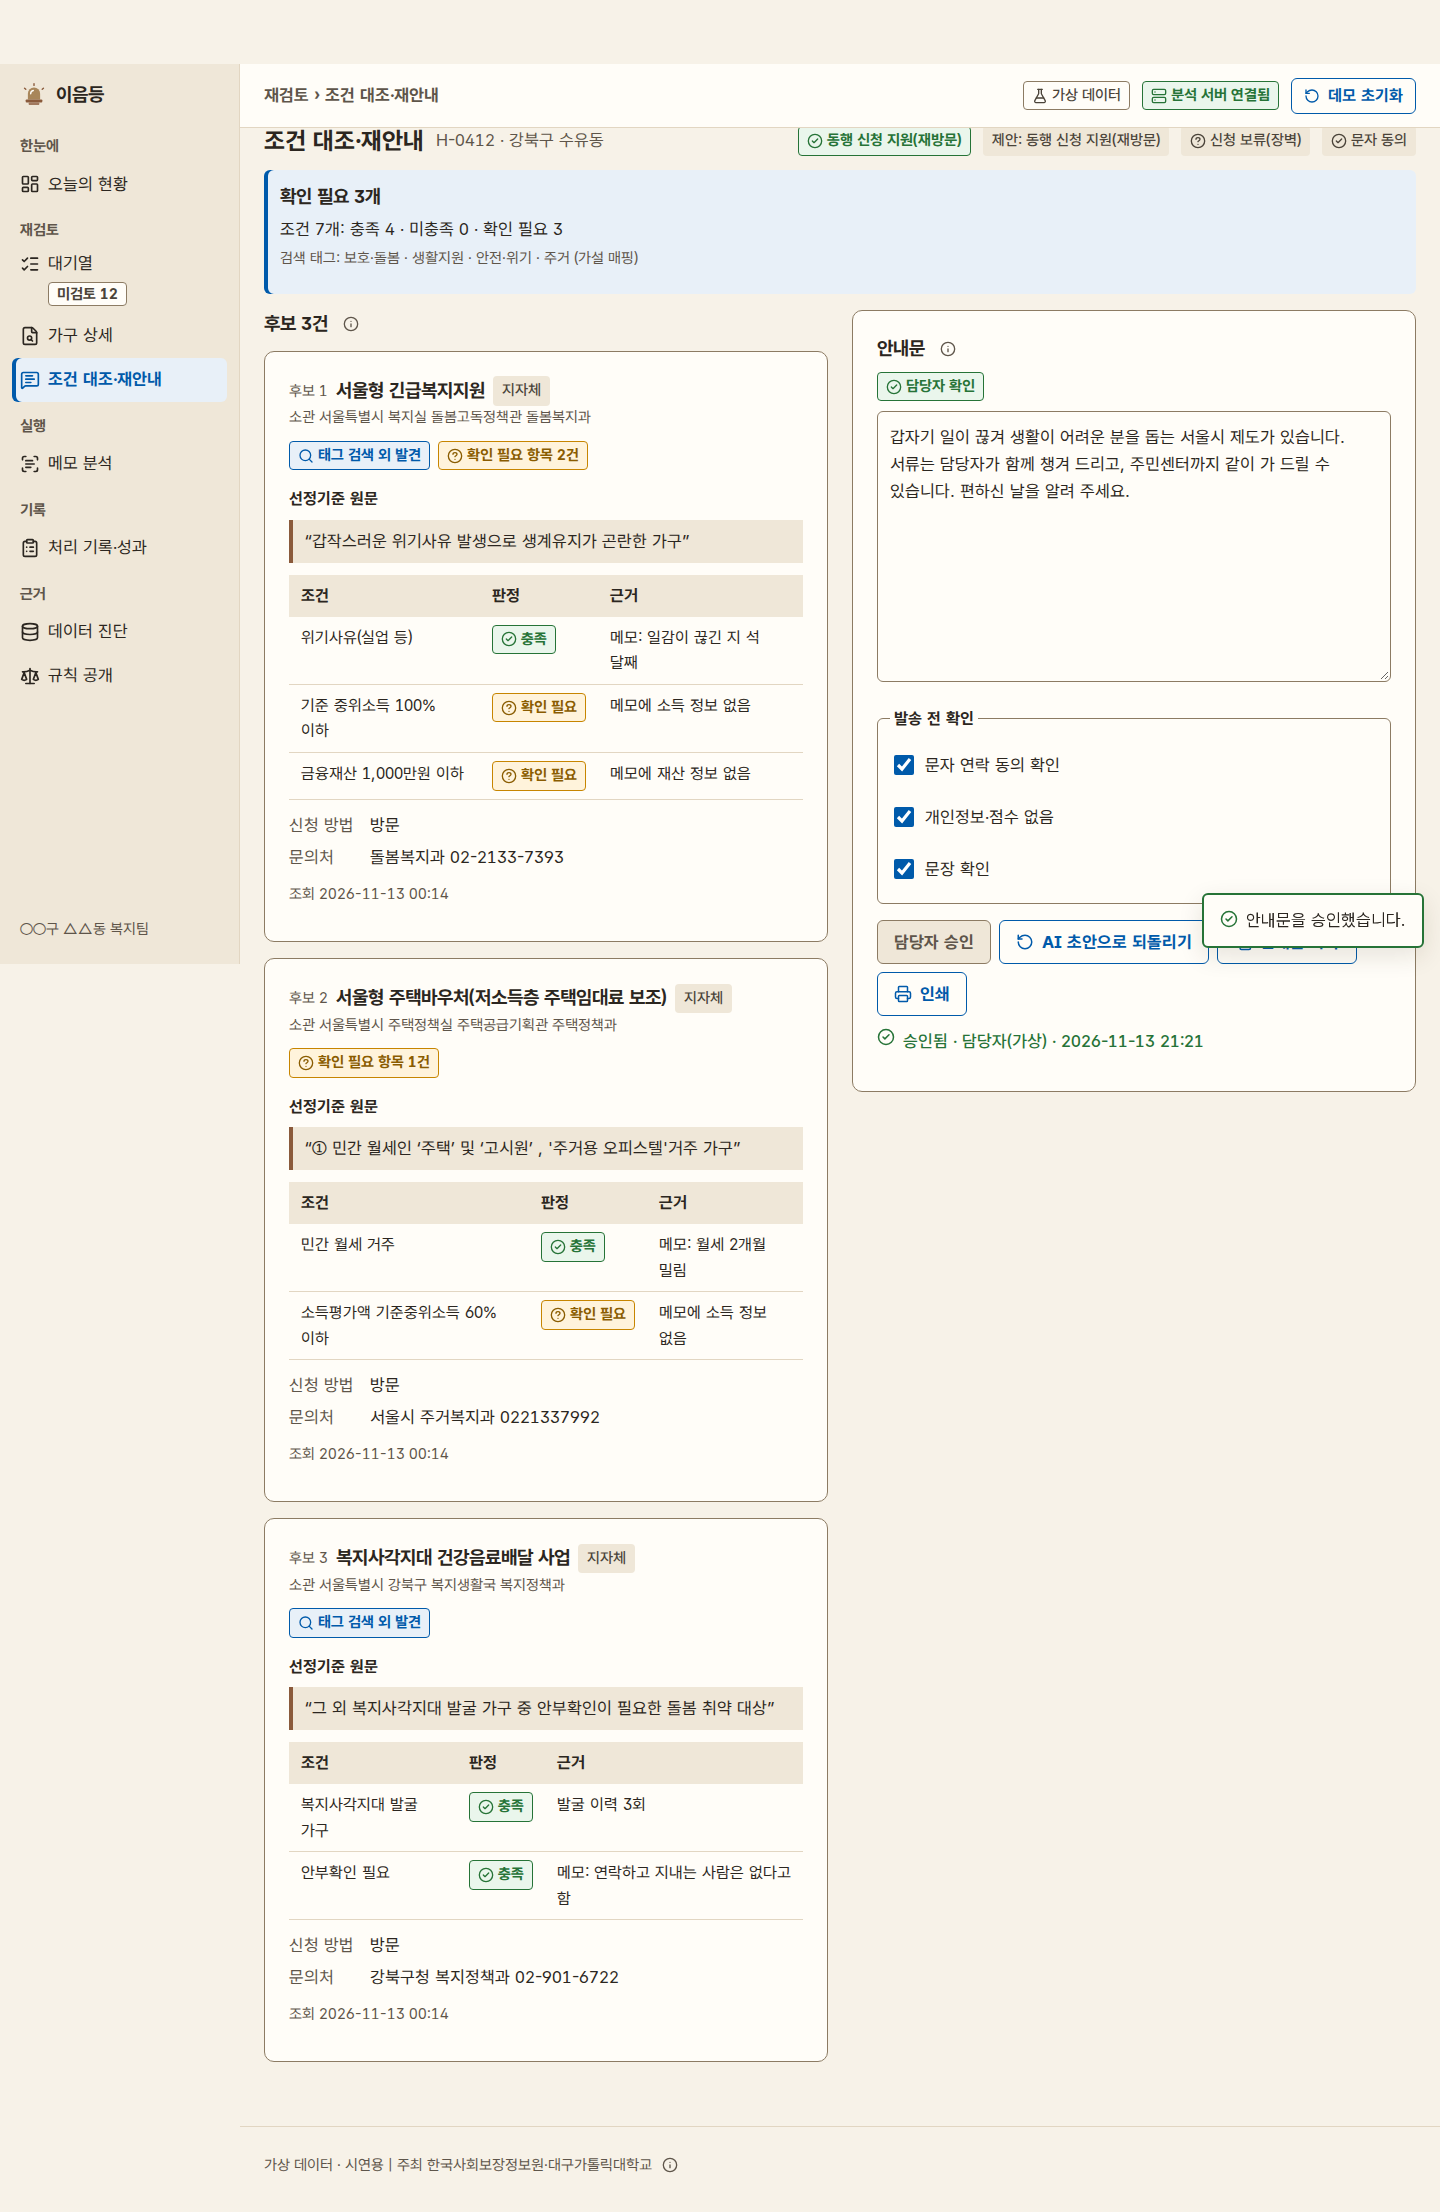 이음등
한눈에
오늘의 현황
재검토
대기열
미검토 12
가구 상세
조건 대조·재안내
실행
메모 분석
기록
처리 기록·성과
근거
데이터 진단
규칙 공개
○○구 △△동 복지팀
재검토 › 조건 대조·재안내
가상 데이터
분석 서버 연결됨
데모 초기화
조건 대조·재안내 H-0412 · 강북구 수유동
동행 신청 지원(재방문)
제안: 동행 신청 지원(재방문)
신청 보류(장벽)
문자 동의
확인 필요 3개
조건 7개: 충족 4 · 미충족 0 · 확인 필요 3
검색 태그: 보호·돌봄 · 생활지원 · 안전·위기 · 주거 (가설 매핑)
후보 3건
후보 1 서울형 긴급복지지원 지자체
소관 서울특별시 복지실 돌봄고독정책관 돌봄복지과
태그 검색 외 발견
확인 필요 항목 2건
선정기준 원문
“갑작스러운 위기사유 발생으로 생계유지가 곤란한 가구”
조건 판정 근거
위기사유(실업 등) 충족 메모: 일감이 끊긴 지 석
달째
기준 중위소득 100% 확인 필요 메모에 소득 정보 없음
이하
금융재산 1,000만원 이하 확인 필요 메모에 재산 정보 없음
신청 방법 방문
문의처 돌봄복지과 02-2133-7393
조회 2026-11-13 00:14
후보 2 서울형 주택바우처(저소득층 주택임대료 보조) 지자체
소관 서울특별시 주택정책실 주택공급기획관 주택정책과
확인 필요 항목 1건
선정기준 원문
“① 민간 월세인 ‘주택’ 및 ‘고시원’ , '주거용 오피스텔'거주 가구”
조건 판정 근거
민간 월세 거주 충족 메모: 월세 2개월
밀림
소득평가액 기준중위소득 60% 확인 필요 메모에 소득 정보
이하 없음
신청 방법 방문
문의처 서울시 주거복지과 0221337992
조회 2026-11-13 00:14
후보 3 복지사각지대 건강음료배달 사업 지자체
소관 서울특별시 강북구 복지생활국 복지정책과
태그 검색 외 발견
선정기준 원문
“그 외 복지사각지대 발굴 가구 중 안부확인이 필요한 돌봄 취약 대상”
조건 판정 근거
복지사각지대 발굴 충족 발굴 이력 3회
가구
안부확인 필요 충족 메모: 연락하고 지내는 사람은 없다고
함
신청 방법 방문
문의처 강북구청 복지정책과 02-901-6722
조회 2026-11-13 00:14
안내문
담당자 확인
갑자기 일이 끊겨 생활이 어려운 분을 돕는 서울시 제도가 있습니다.
서류는 담당자가 함께 챙겨 드리고, 주민센터까지 같이 가 드릴 수
있습니다. 편하신 날을 알려 주세요.
발송 전 확인
문자 연락 동의 확인
개인정보·점수 없음
문장 확인
안내문을 승인했습니다.
담당자 승인
AI 초안으로 되돌리기
인쇄
승인됨 · 담당자(가상) · 2026-11-13 21:21
가상 데이터 · 시연용 | 주최 한국사회보장정보원·대구가톨릭대학교